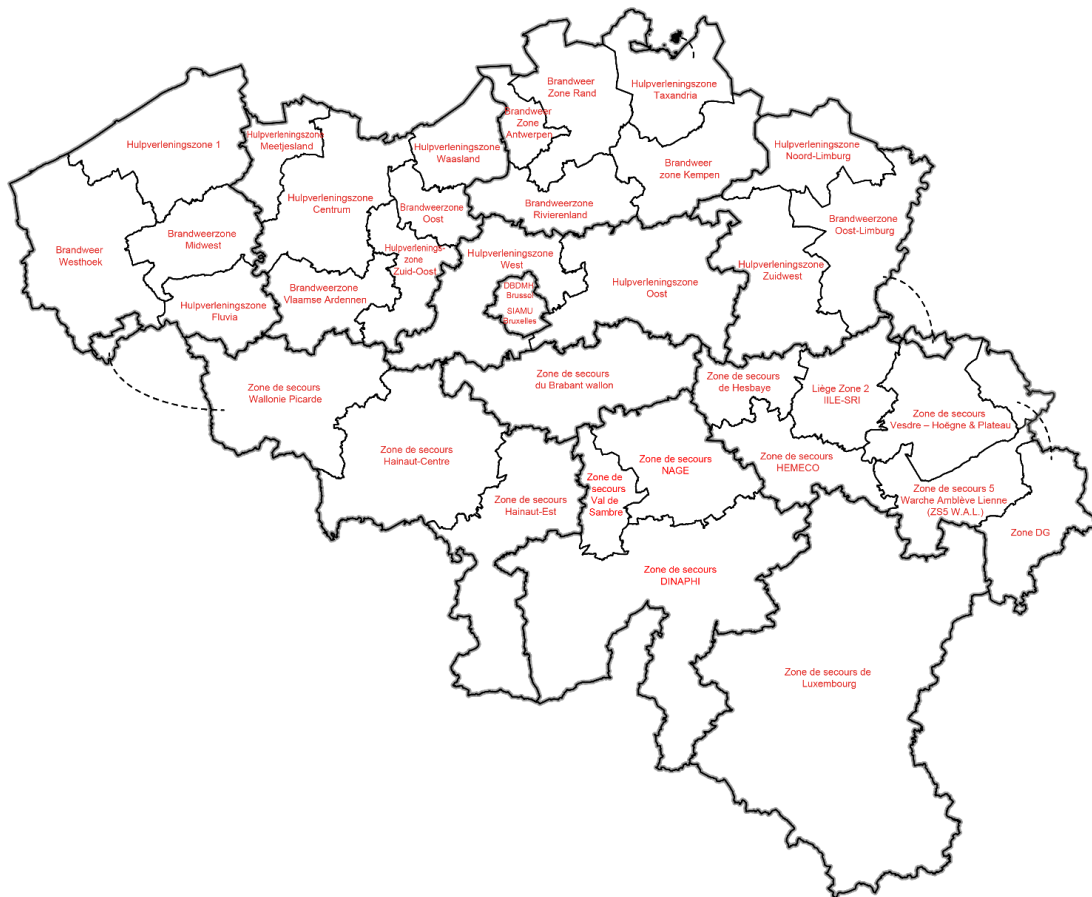 Brandweer
Zone Rand
Hulpverleningszone
Taxandria
Brandweer
Zone
Antwerpen
Hulpverleningszone 1
Hulpverleningszone
Meetjesland
Hulpverleningszone
Waasland
Hulpverleningszone
Noord-Limburg
Brandweer
zone Kempen
Hulpverleningszone
Centrum
Brandweerzone
Oost
Brandweerzone
Rivierenland
Brandweerzone
Oost-Limburg
Brandweer
Westhoek
Brandweerzone
Midwest
Hulpverlenings-
zone
Zuid-Oost
Hulpverleningszone
West
Hulpverleningszone
Oost
Hulpverleningszone
Zuidwest
Hulpverleningszone
Fluvia
Brandweerzone
Vlaamse Ardennen
DBDMH
Brussel
SIAMU
Bruxelles
Zone de secours
Wallonie Picarde
Zone de secours
du Brabant wallon
Zone de secours
de Hesbaye
Liège Zone 2
IILE-SRI
Zone de secours
Vesdre – Hoëgne & Plateau
Zone de secours
Hainaut-Centre
Zone de secours
NAGE
Zone de secours
HEMECO
Zone de
secours
Val de
Sambre
Zone de secours
Hainaut-Est
Zone de secours 5
Warche Amblève Lienne
(ZS5 W.A.L.)
Zone DG
Zone de secours
DINAPHI
Zone de secours de
Luxembourg